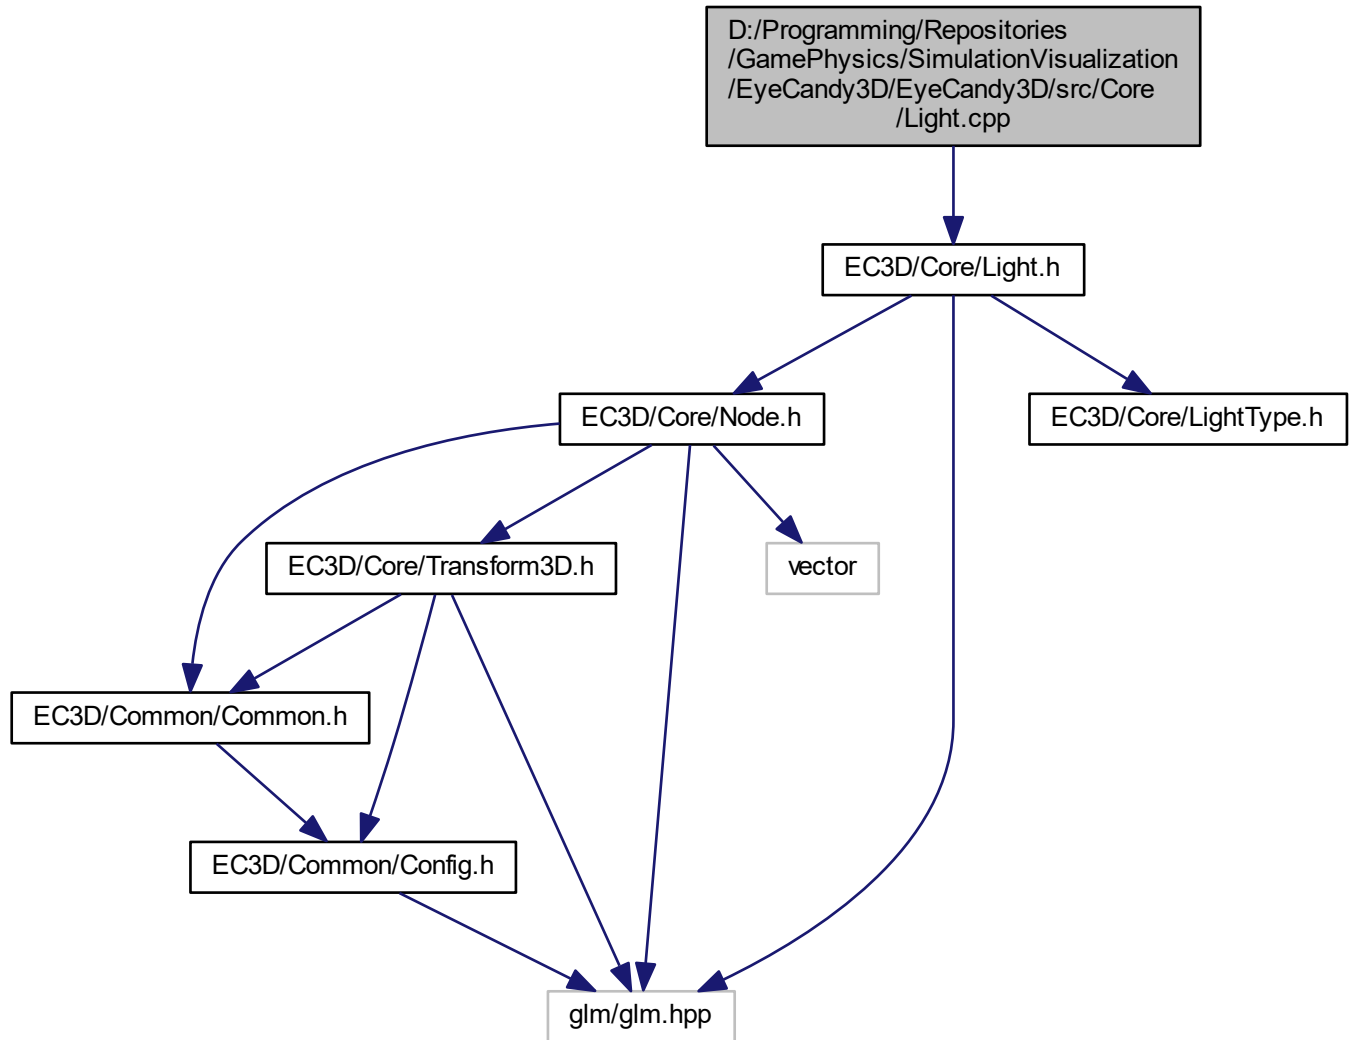 D:/Programming/Repositories
/GamePhysics/SimulationVisualization
/EyeCandy3D/EyeCandy3D/src/Core
/Light.cpp
EC3D/Core/Light.h
EC3D/Core/Node.h
EC3D/Core/LightType.h
EC3D/Core/Transform3D.h
vector
EC3D/Common/Common.h
EC3D/Common/Config.h
glm/glm.hpp